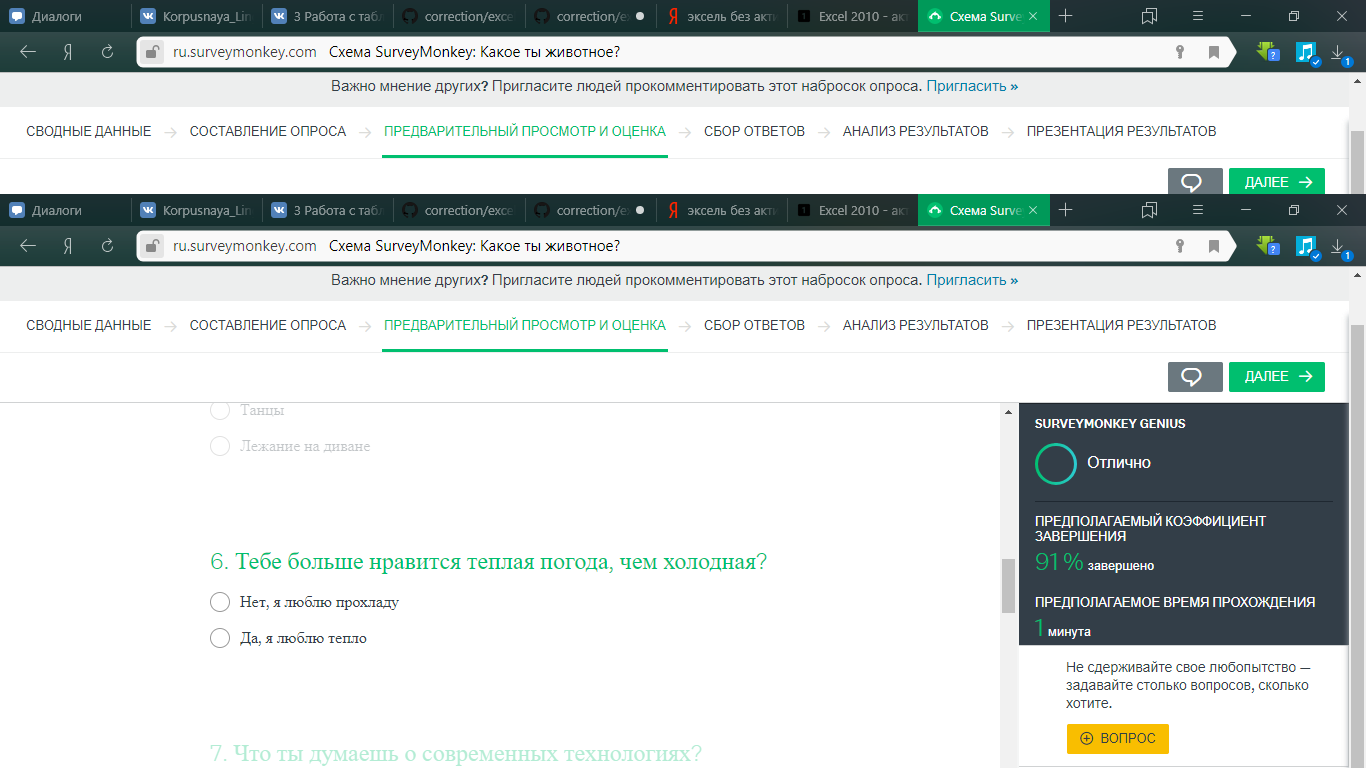 Диалоги
Korpusnaya_Lin
3 Работа с табл
correction/exce
correction/ex
эксель без акти
Excel 2010 - акт
Схема Surve
ru.surveymonkey.com Схема SurveyMonkey: Какое ты животное?
Важно мнение других? Пригласите людей прокомментировать этот набросок опроса. Пригласить »
СВОДНЫЕ ДАННЫЕ → СОСТАВЛЕНИЕ ОПРОСА → ПРЕДВАРИТЕЛЬНЫЙ ПРОСМОТР И ОЦЕНКА → СБОР ОТВЕТОВ → АНАЛИЗ РЕЗУЛЬТАТОВ → ПРЕЗЕНТАЦИЯ РЕЗУЛЬТАТОВ
ДАЛЕЕ →
Диалоги
Korpusnaya_Lin
3 Работа с табл
correction/exce
correction/ex
эксель без акти
Excel 2010 - акт
Схема Surve
ru.surveymonkey.com Схема SurveyMonkey: Какое ты животное?
Важно мнение других? Пригласите людей прокомментировать этот набросок опроса. Пригласить »
СВОДНЫЕ ДАННЫЕ → СОСТАВЛЕНИЕ ОПРОСА → ПРЕДВАРИТЕЛЬНЫЙ ПРОСМОТР И ОЦЕНКА → СБОР ОТВЕТОВ → АНАЛИЗ РЕЗУЛЬТАТОВ → ПРЕЗЕНТАЦИЯ РЕЗУЛЬТАТОВ
ДАЛЕЕ →
Танцы
Лежание на диване
6. Тебе больше нравится теплая погода, чем холодная?
Нет, я люблю прохладу
Да, я люблю тепло
7. Что ты думаешь о современных технологиях?
SURVEYMONKEY GENIUS
Отлично
ПРЕДПОЛАГАЕМЫЙ КОЭФФИЦИЕНТ
ЗАВЕРШЕНИЯ
91% завершено
ПРЕДПОЛАГАЕМОЕ ВРЕМЯ ПРОХОЖДЕНИЯ
1 минута
Не сдерживайте свое любопытство —
задавайте столько вопросов, сколько
хотите.
ВОПРОС